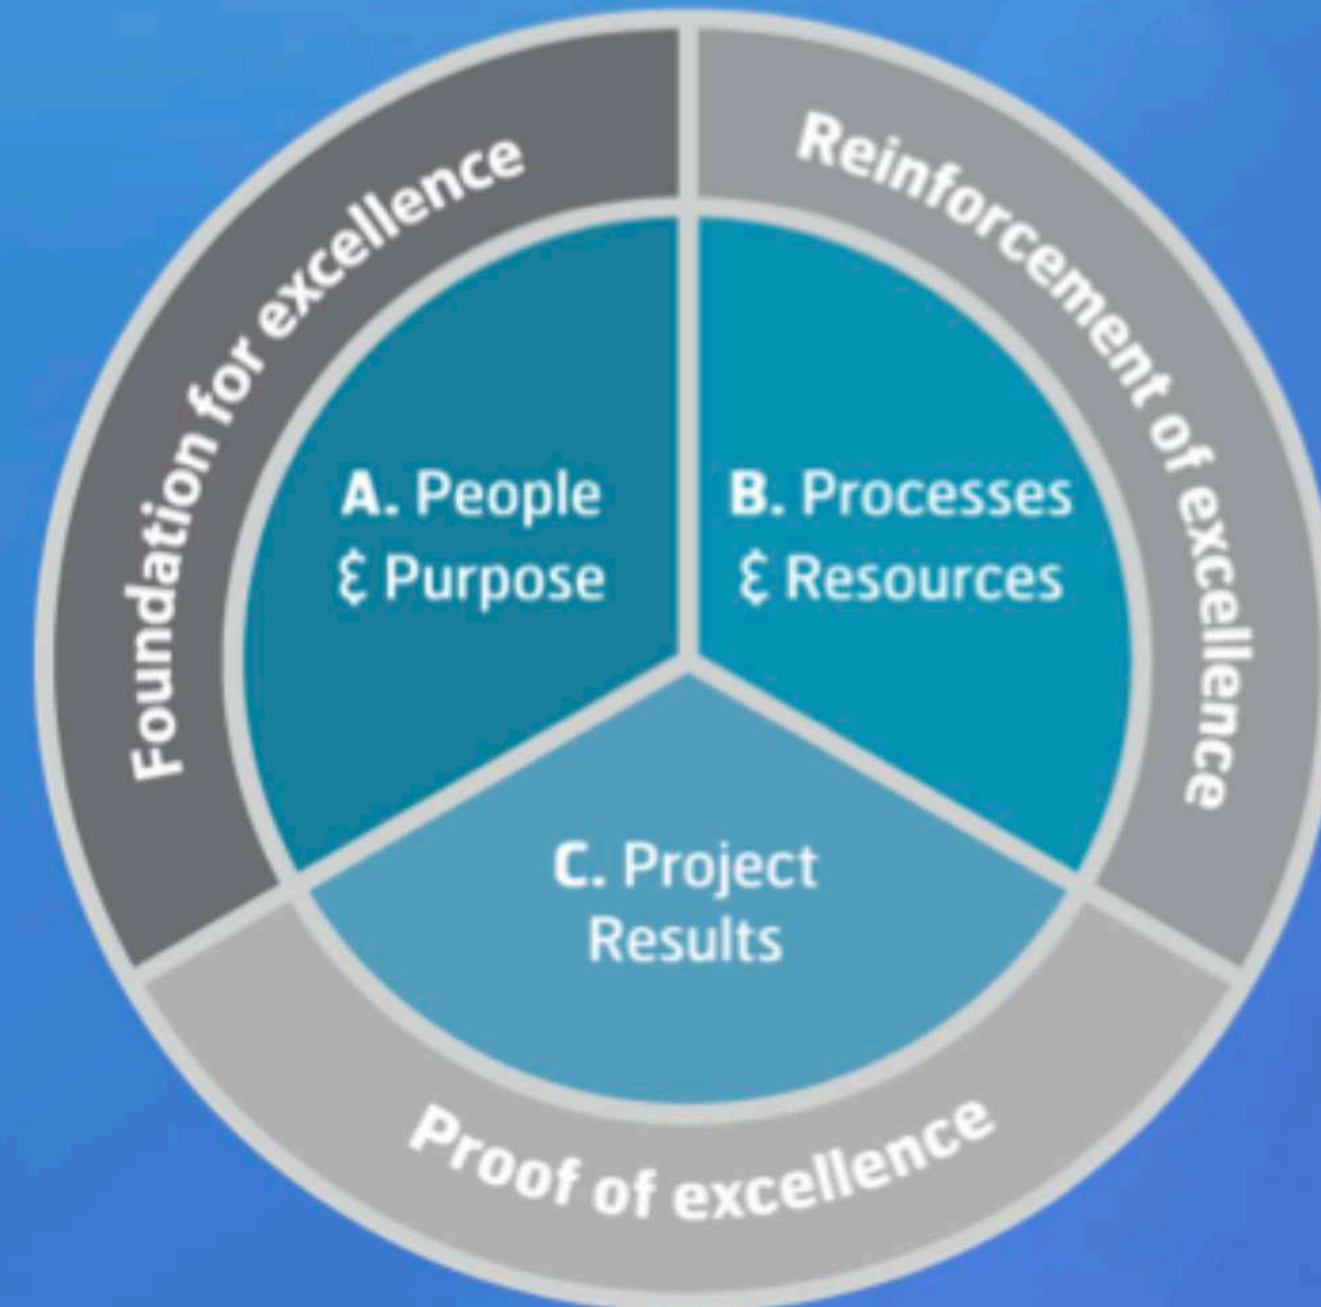 Foundation for excellence
Reinforcement of excellence
A. People
& Purpose
B. Processes
& Resources
C. Project
Results
Proof of excellence